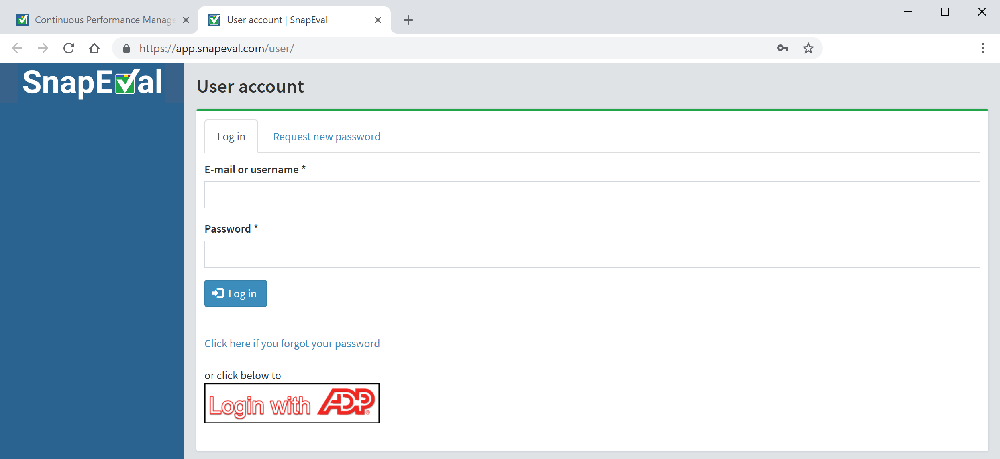 Continuous Performance Manage
User account | SnapEval
https://app.snapeval.com/user/
SnapEval
User account
Log in
Request new password
E-mail or username *
Password *
Log in
Click here if you forgot your password
or click below to
Login with ADP®